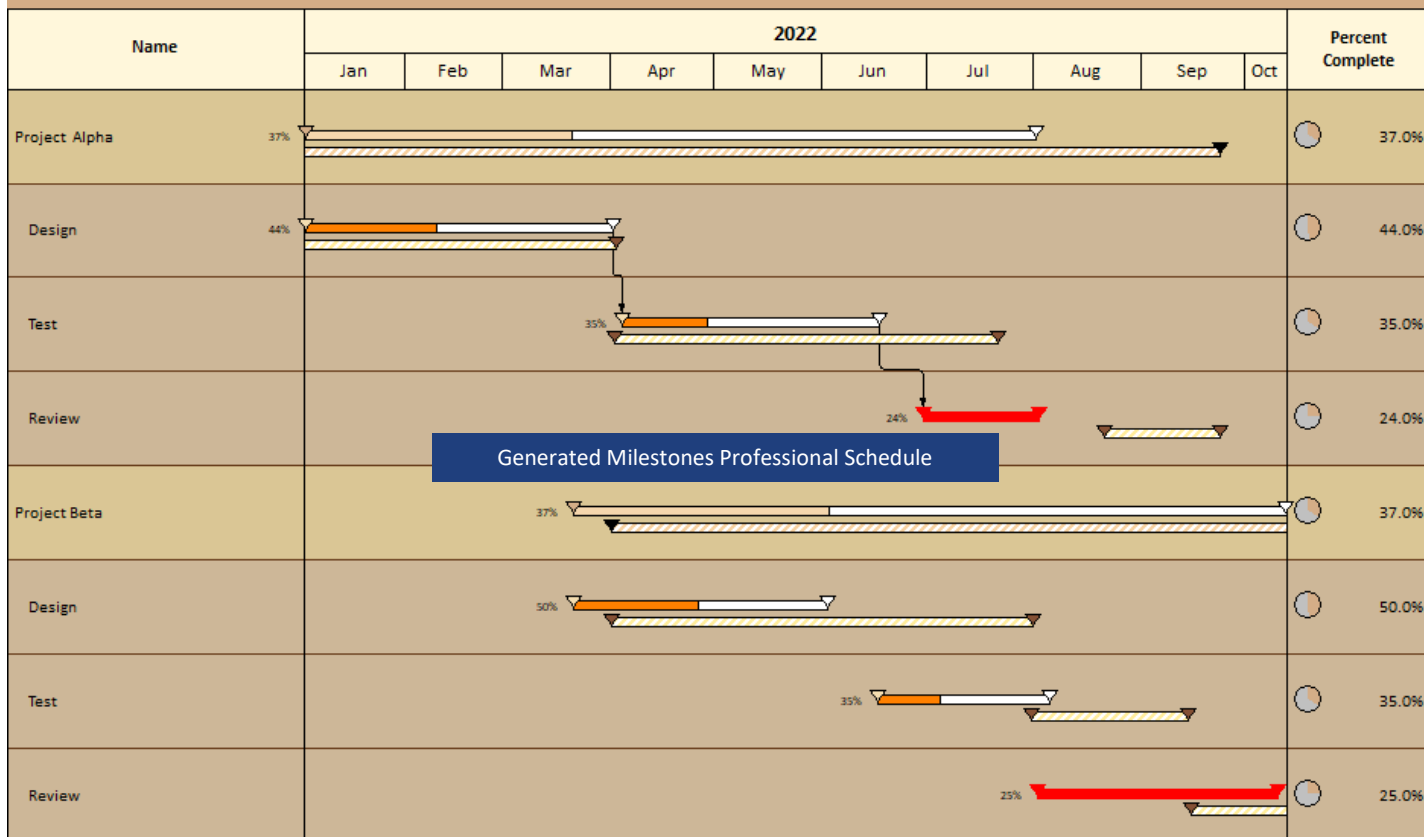 Name
2022
Percent
Complete
Jan Feb Mar Apr May Jun Jul Aug Sep Oct
Project Alpha 37% 37.0%
Design 44% 44.0%
Test 35% 35.0%
Review 24% 24.0%
Generated Milestones Professional Schedule
Project Beta 37% 37.0%
Design 50% 50.0%
Test 35% 35.0%
Review 25% 25.0%